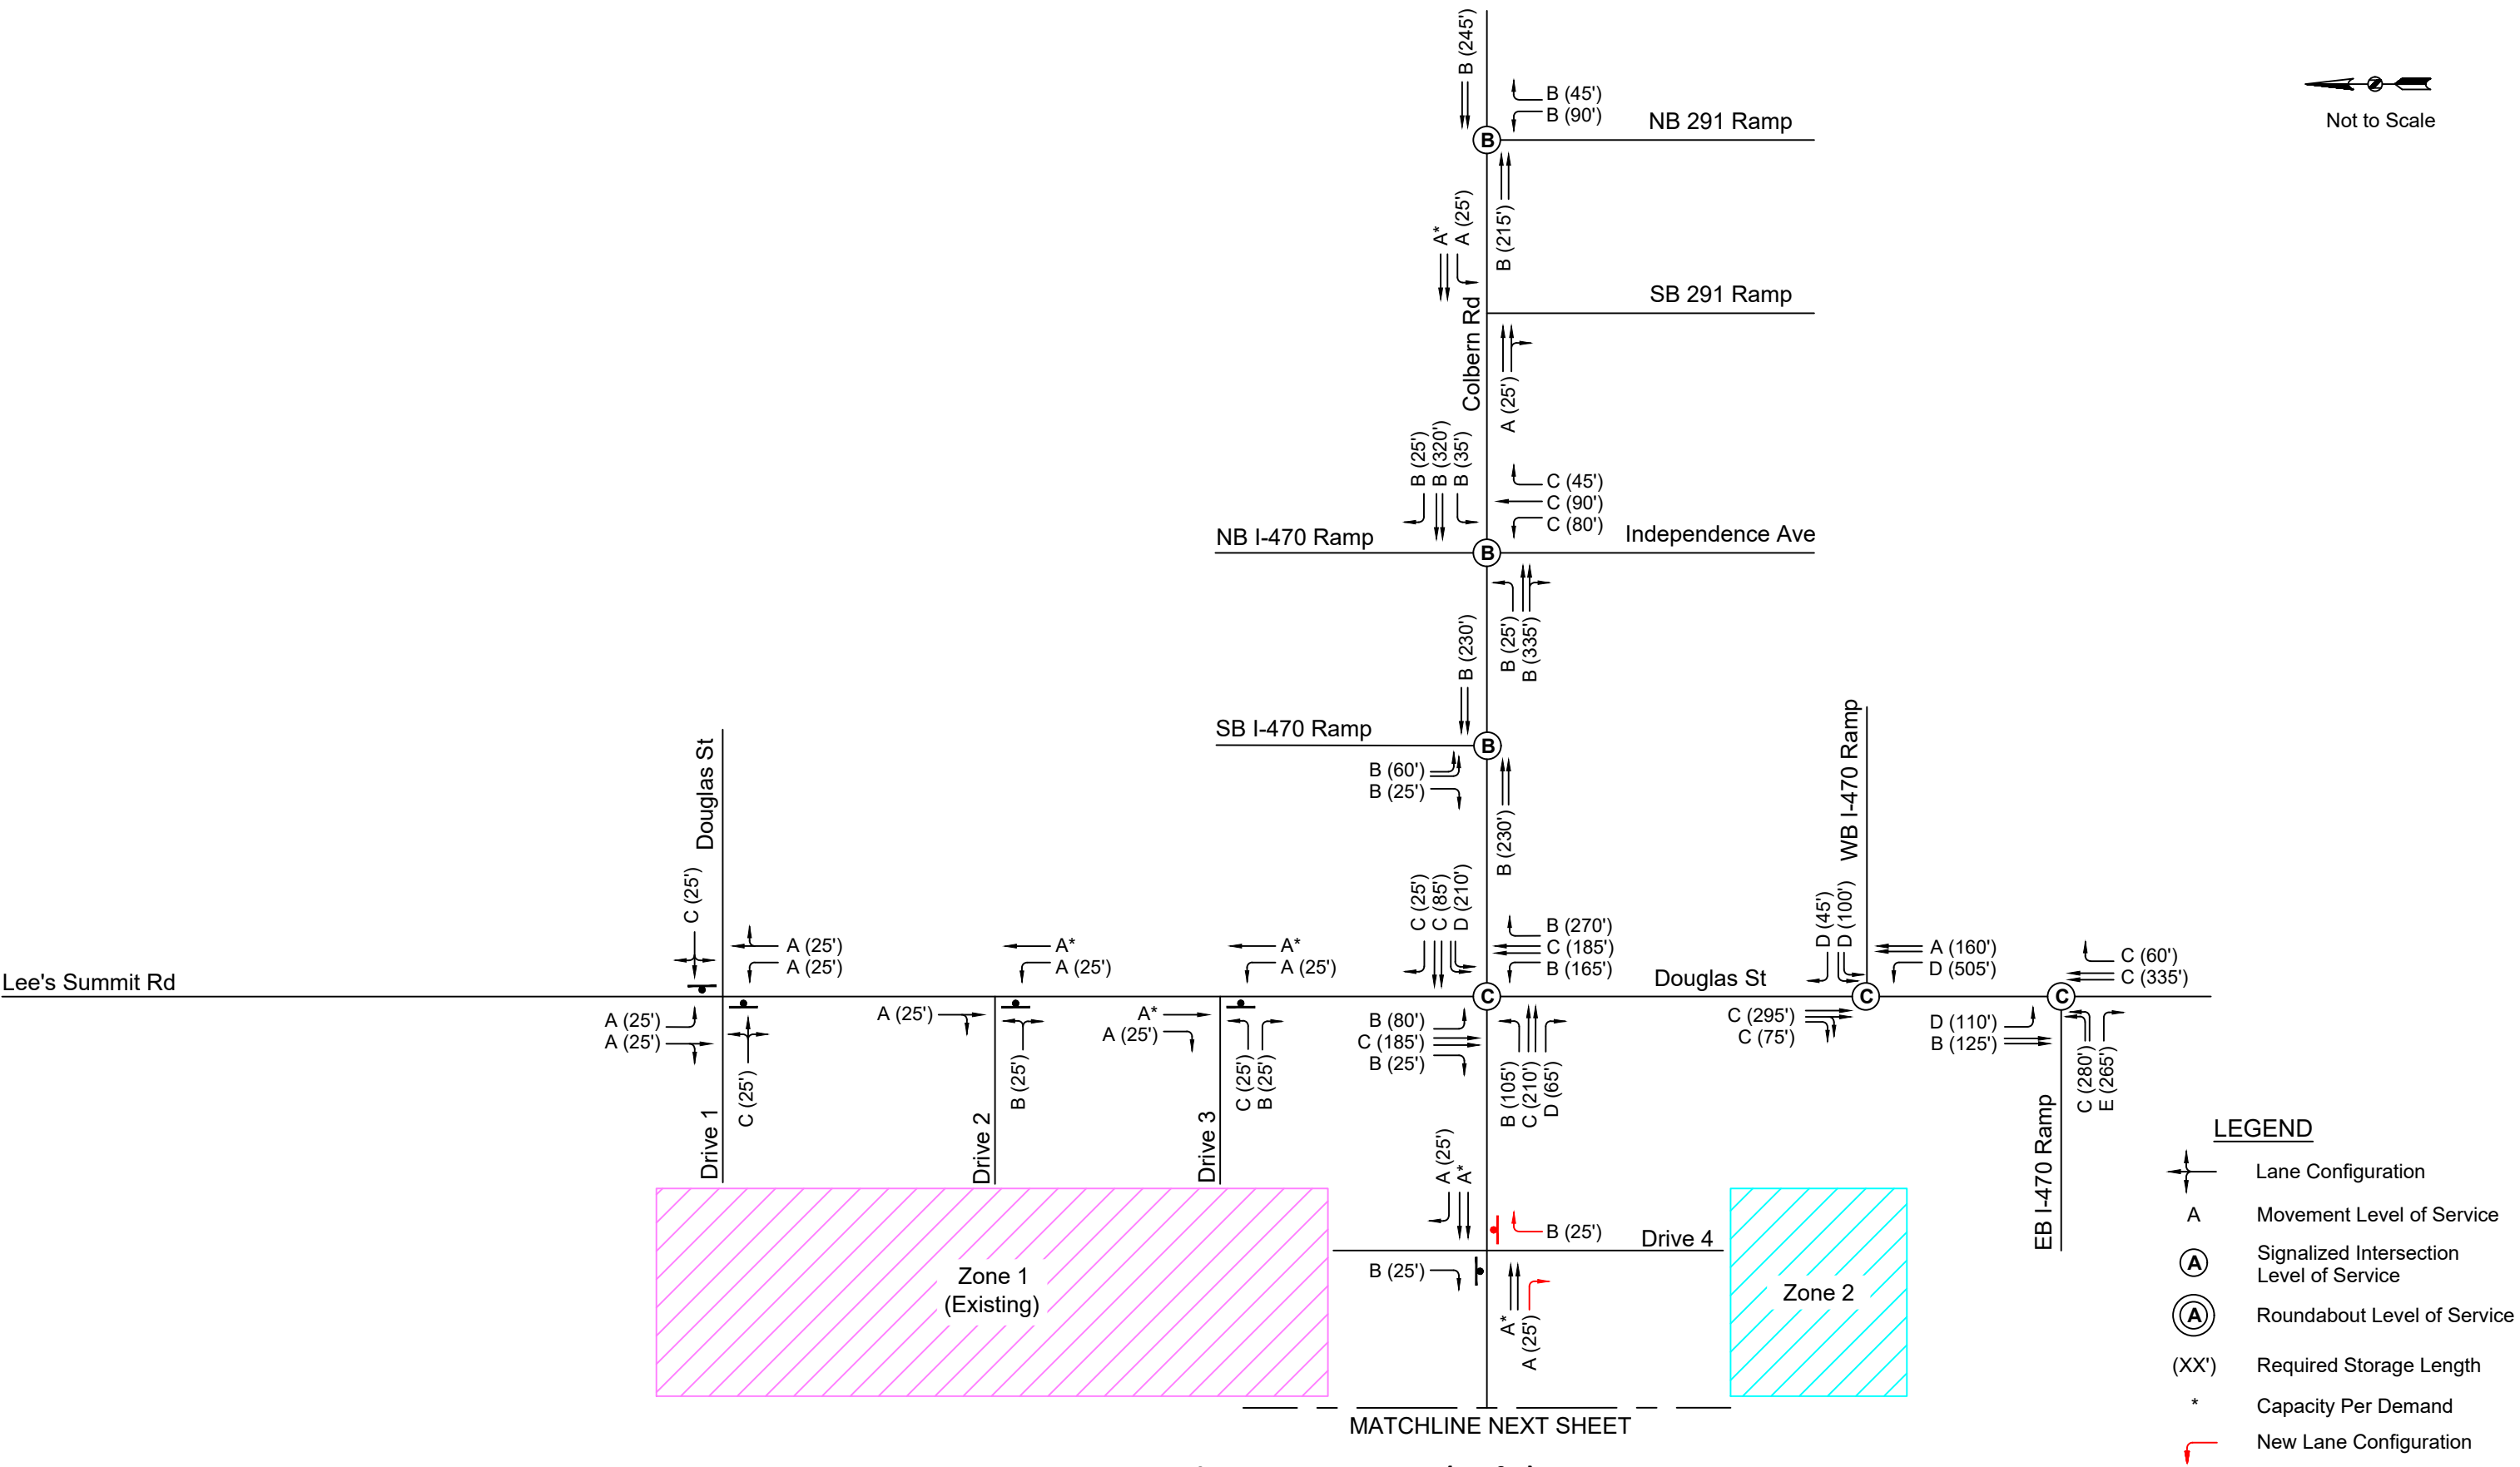 B (245')
B (45')
B (90')
NB 291 Ramp
Not to Scale
B
A*
A (25')
B (215')
SB 291 Ramp
Colbern Rd
A (25')
B (25')
B (320')
B (35')
C (45')
C (90')
C (80')
NB I-470 Ramp
Independence Ave
B
B (230')
B (25')
B (335')
SB I-470 Ramp
B
B (60')
B (25')
B (230')
WB I-470 Ramp
Douglas St
C (25')
A (25')
A (25')
A*
A (25')
A*
A (25')
C (25')
C (85')
D (210')
B (270')
C (185')
B (165')
D (45')
D (100')
A (160')
D (505')
C (60')
C (335')
Lee's Summit Rd
Douglas St
C
C
C
A (25')
A (25')
C (25')
A (25')
B (25')
A*
A (25')
C (25')
B (25')
B (80')
C (185')
B (25')
B (105')
C (210')
D (65')
C (295')
C (75')
D (110')
B (125')
C (280')
E (265')
Drive 1
Drive 2
Drive 3
EB I-470 Ramp
A (25')
A*
B (25')
Drive 4
B (25')
A*
A (25')
Zone 1
(Existing)
Zone 2
MATCHLINE NEXT SHEET
LEGEND
Lane Configuration
A Movement Level of Service
A Signalized Intersection
Level of Service
A Roundabout Level of Service
(XX') Required Storage Length
* Capacity Per Demand
New Lane Configuration